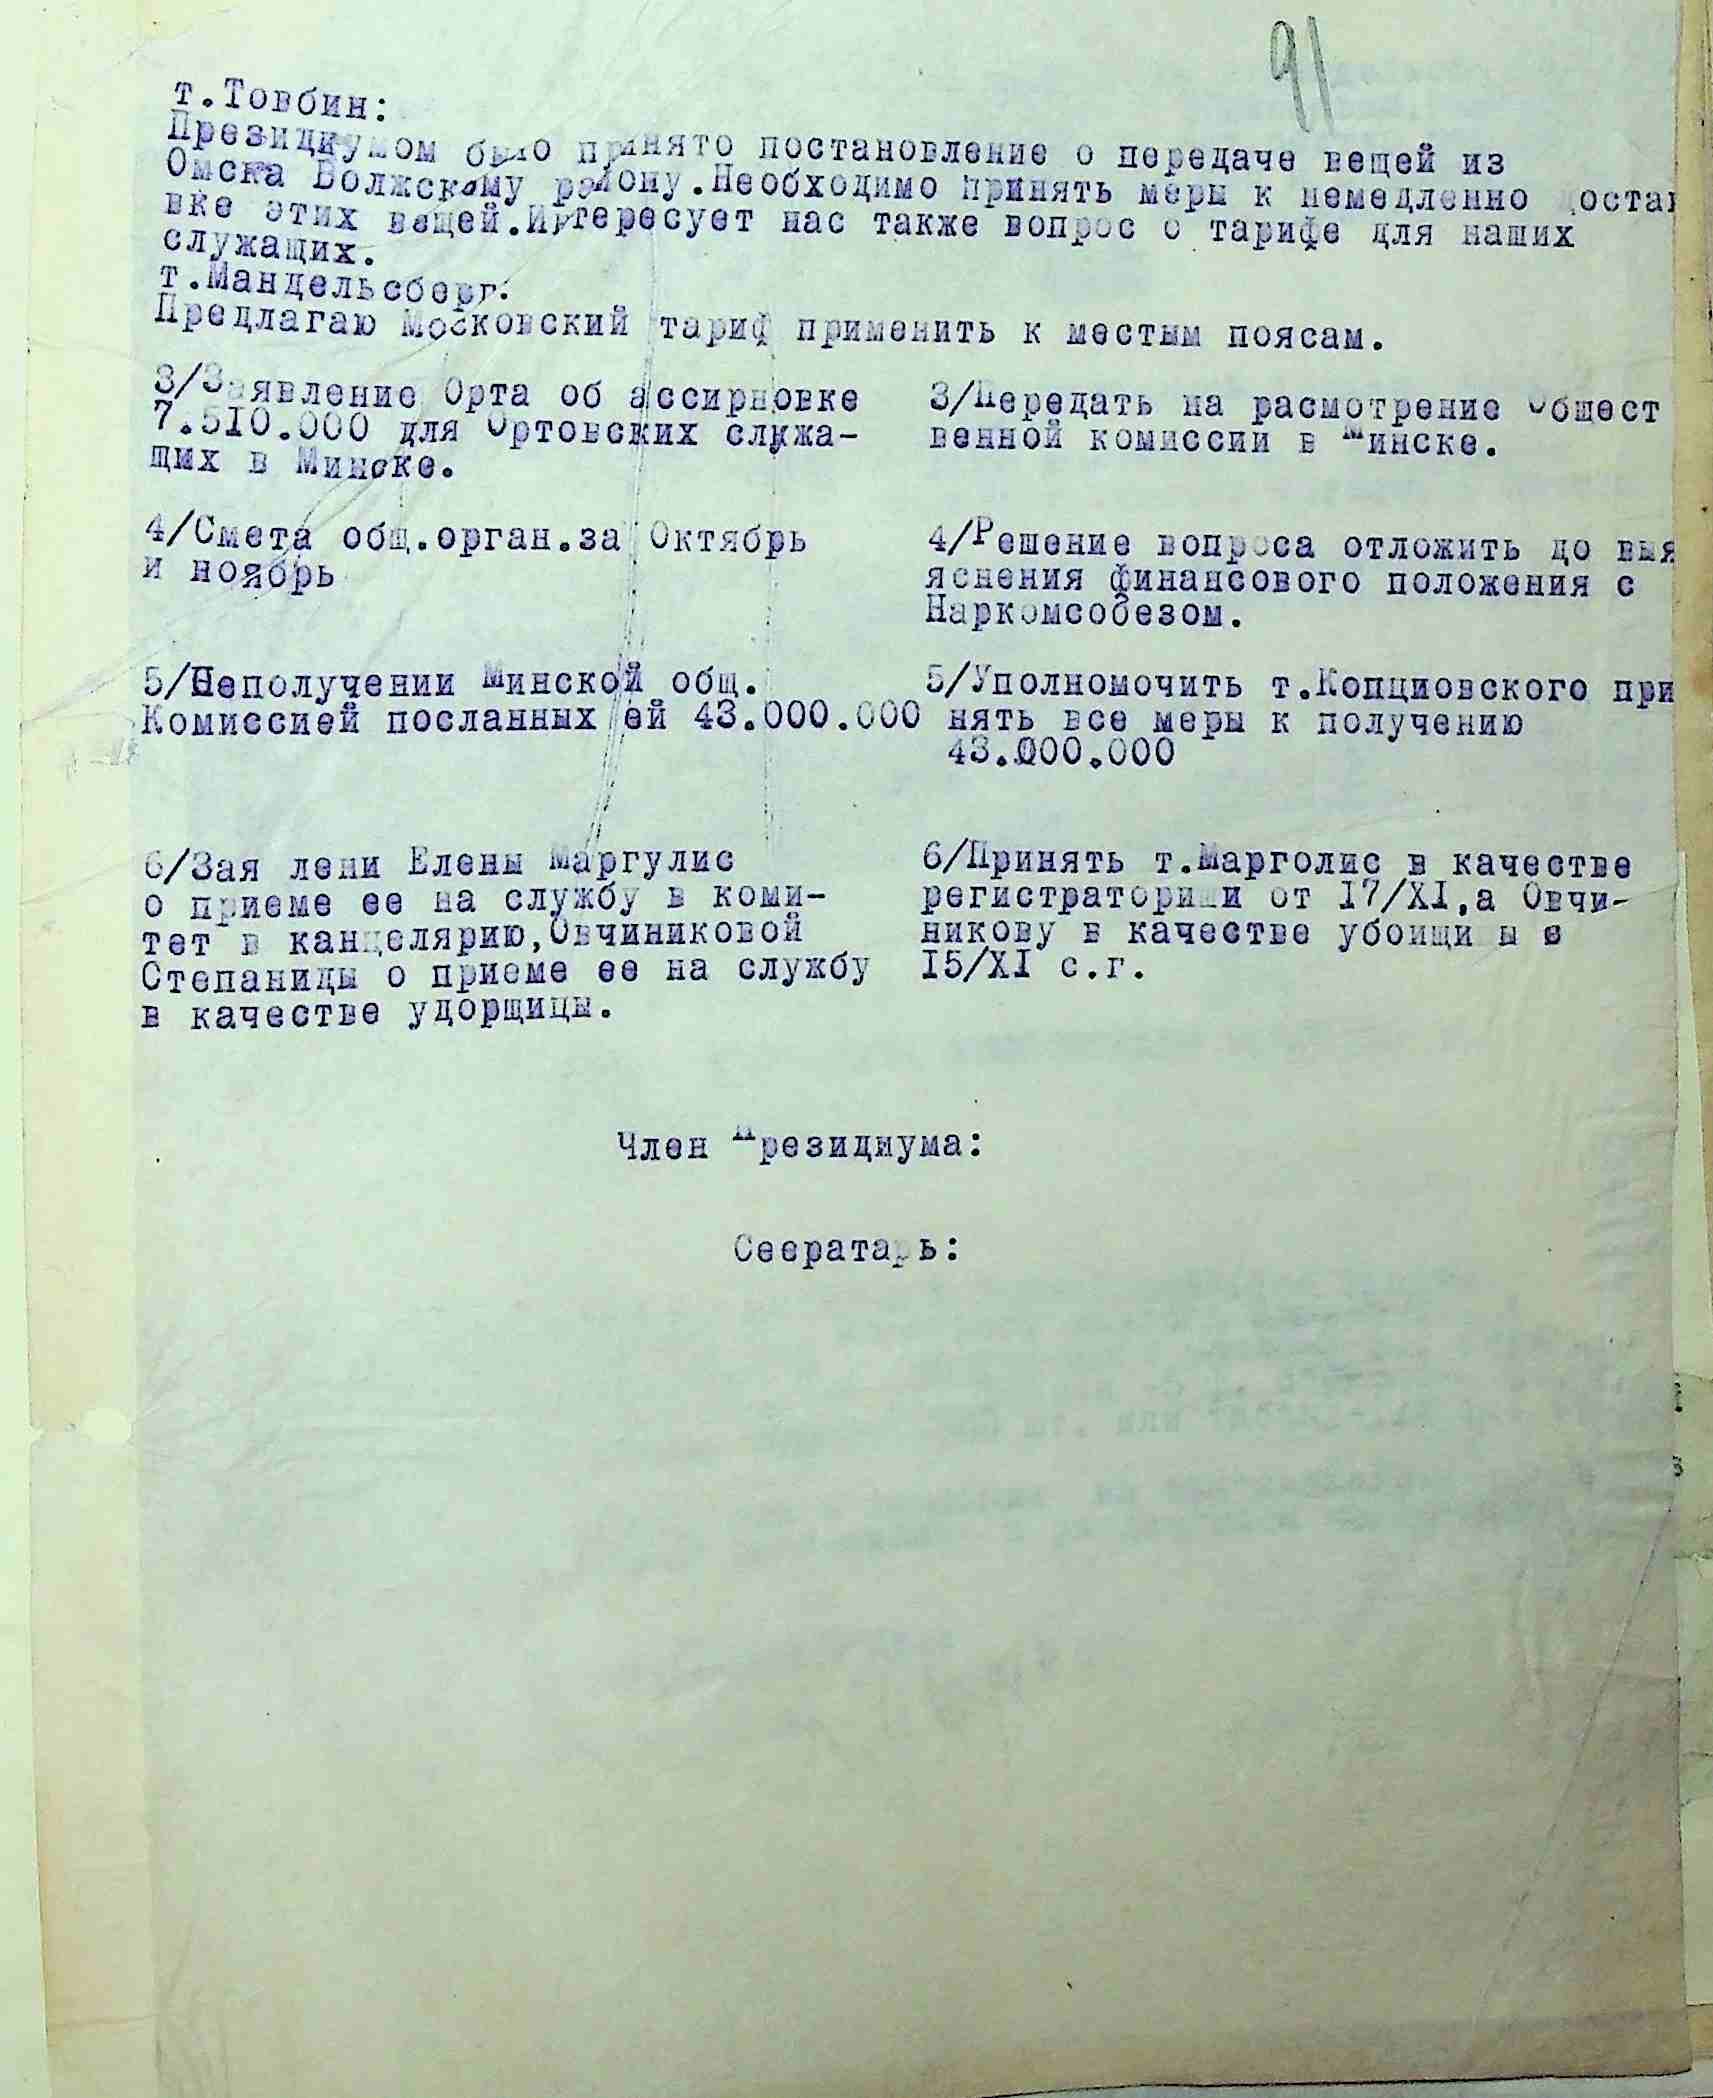 91
т.Товбин:
Президиумом было принято постановление о передаче вещей из
Омска Волжскому району.Необходимо принять меры к немедленно достав
вке этих вещей.Интересует нас также вопрос о тарифе для наших
служащих.
т.Мандельсберг:
Предлагаю Московский тариф применить к местым поясам.
3/Заявление Орта об ассирновке
7.510.000 для Ортовских служа-
щих в Минске.
3/Передать на расмотрение Общест
венной комиссии в Минске.
4/Смета общ.орган.за Октябрь
и ноябрь
4/Решение вопроса отложить до выя
яснения финансового положения с
Наркомсобезом.
5/Неполучении Минской общ.
Комиссией посланных ей 43.000.000
5/Уполномочить т.Копциовского при
нять все меры к получению
43.000.000
6/Зая лени Елены Маргулис
о приеме ее на службу в коми-
тет в канцелярию,Овчиниковой
Степаниды о приеме ее на службу
в качестве удорщицы.
6/Принять т.Марголис в качестве
регистраторши от 17/XI,а Овчи-
никову в качестве убоищи ы с
15/XI с.г.
Член Президиума:
Сеератарь: